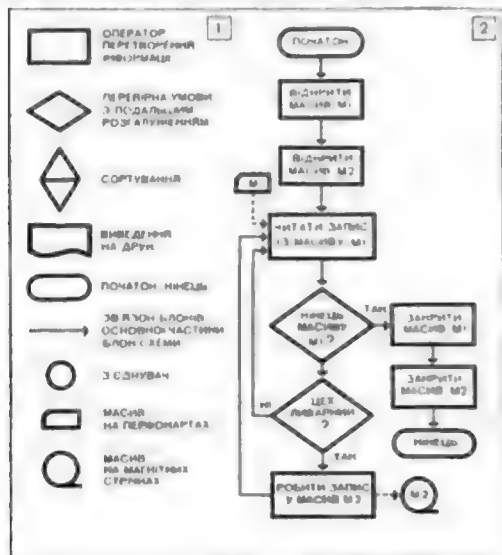 1
ОПЕРАТОР
ПЕРЕТВОРЕННЯ
ІНФОРМАЦІЇ
ПЕРЕВІРКА УМОВИ
З ПОДАЛЬШИМ
РОЗГАЛУЖЕННЯМ
СОРТУВАННЯ
ВИВЕДЕННЯ
НА ДРУК
ПОЧАТОК, КІНЕЦЬ
ЗВ'ЯЗОК БЛОКІВ
ОСНОВНОЇ ЧАСТИНИ
БЛОК-СХЕМИ
З'ЄДНУВАЧ
МАСИВ
НА ПЕРФОКАРТАХ
МАСИВ
НА МАГНІТНИХ
СТРІЧКАХ
2
ПОЧАТОК
ВІДКРИТИ
МАСИВ М1
ВІДКРИТИ
МАСИВ М2
М
ЧИТАТИ ЗАПИС
ІЗ МАСИВУ М1
КІНЕЦЬ
МАСИВУ
М1?
ТАК
ЗАКРИТИ
МАСИВ М1
ЗАКРИТИ
МАСИВ М2
КІНЕЦЬ
ЦЕХ
ЛИВАРНИЙ
?
НІ
ТАК
РОБИТИ ЗАПИС
У МАСИВ М2
М2